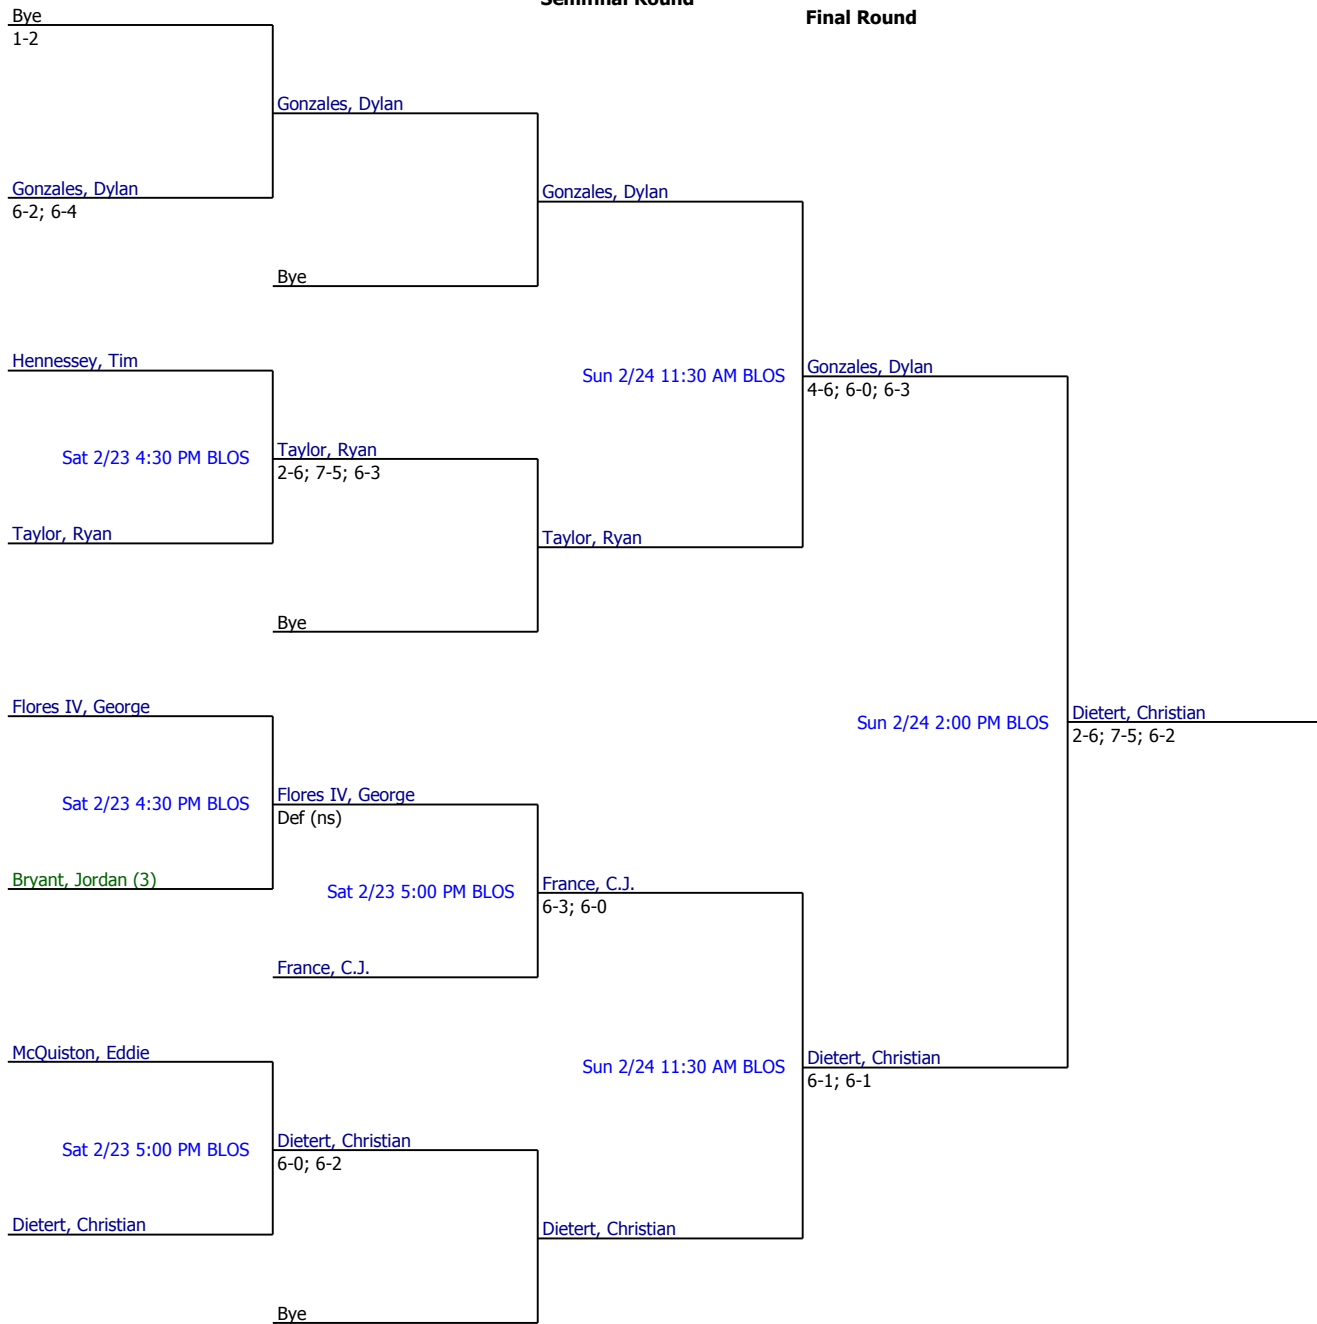 Semifinal Round
Final Round
Bye
1-2
Gonzales, Dylan
Gonzales, Dylan
6-2; 6-4
Gonzales, Dylan
Bye
Hennessey, Tim
Sun 2/24 11:30 AM BLOS
Gonzales, Dylan
4-6; 6-0; 6-3
Sat 2/23 4:30 PM BLOS
Taylor, Ryan
2-6; 7-5; 6-3
Taylor, Ryan
Taylor, Ryan
Bye
Flores IV, George
Sun 2/24 2:00 PM BLOS
Dietert, Christian
2-6; 7-5; 6-2
Sat 2/23 4:30 PM BLOS
Flores IV, George
Def (ns)
Bryant, Jordan (3)
Sat 2/23 5:00 PM BLOS
France, C.J.
6-3; 6-0
France, C.J.
McQuiston, Eddie
Sun 2/24 11:30 AM BLOS
Dietert, Christian
6-1; 6-1
Sat 2/23 5:00 PM BLOS
Dietert, Christian
6-0; 6-2
Dietert, Christian
Dietert, Christian
Bye